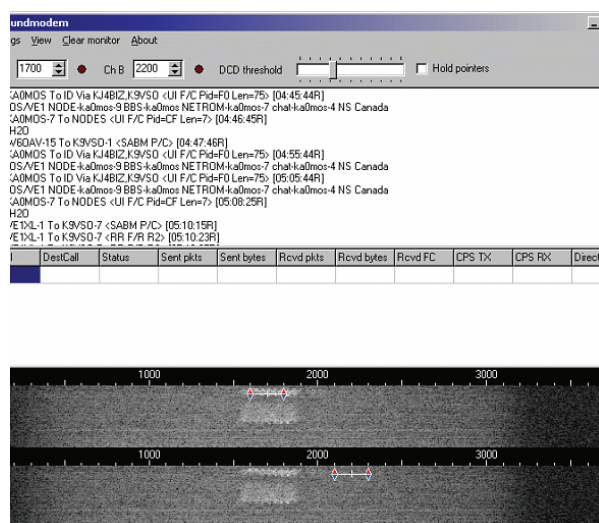 undmodem
gs View Clear monitor About
1700 Ch B 2200 DCD threshold Hold pointers
KA0MOS To ID Via KJ4BIZ,K9VSO <UI F/C Pid=F0 Len=75> [04:45:44R]
OS/VE1 NODE-ka0mos-9 BBS-ka0mos NETROM-ka0mos-7 chat-ka0mos-4 NS Canada
KA0MOS-7 To NODES <UI F/C Pid=CF Len=7> [04:46:45R]
H2O
V60AV-15 To K9VSO-1 <SABM P/C> [04:47:46R]
KA0MOS To ID Via KJ4BIZ,K9VSO <UI F/C Pid=F0 Len=75> [04:55:44R]
OS/VE1 NODE-ka0mos-9 BBS-ka0mos NETROM-ka0mos-7 chat-ka0mos-4 NS Canada
KA0MOS To ID Via KJ4BIZ,K9VSO <UI F/C Pid=F0 Len=75> [05:05:44R]
OS/VE1 NODE-ka0mos-9 BBS-ka0mos NETROM-ka0mos-7 chat-ka0mos-4 NS Canada
KA0MOS-7 To NODES <UI F/C Pid=CF Len=7> [05:08:25R]
H2O
VE1XL-1 To K9VSO-7 <SABM P/C> [05:10:15R]
VE1XL-1 To K9VSO-7 <RR F/R R2> [05:10:23R]
DestCall Status Sent pkts Sent bytes Rcvd pkts Rcvd bytes Rcvd FC CPS TX CPS RX Direct
1000 2000 3000
1000 2000 3000